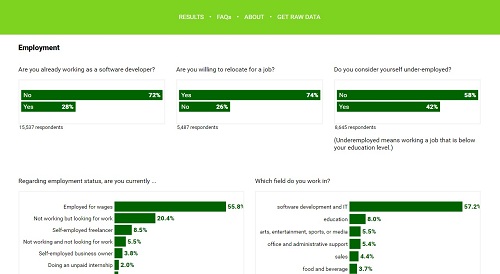 RESULTS • FAQs • ABOUT • GET RAW DATA
Employment
Are you already working as a software developer?
No 72%
Yes 28%
15,537 respondents
Are you willing to relocate for a job?
Yes 74%
No 26%
5,487 respondents
Do you consider yourself under-employed?
No 58%
Yes 42%
8,645 respondents
(Underemployed means working a job that is below
your education level.)
Regarding employment status, are you currently ...
Employed for wages 55.8%
Not working but looking for work 20.4%
Self-employed freelancer 8.5%
Not working and not looking for work 5.5%
Self-employed business owner 3.8%
Doing an unpaid internship 2.0%
Which field do you work in?
software development and IT 57.2%
education 8.0%
arts, entertainment, sports, or media 5.5%
office and administrative support 5.4%
sales 4.4%
food and beverage 3.7%